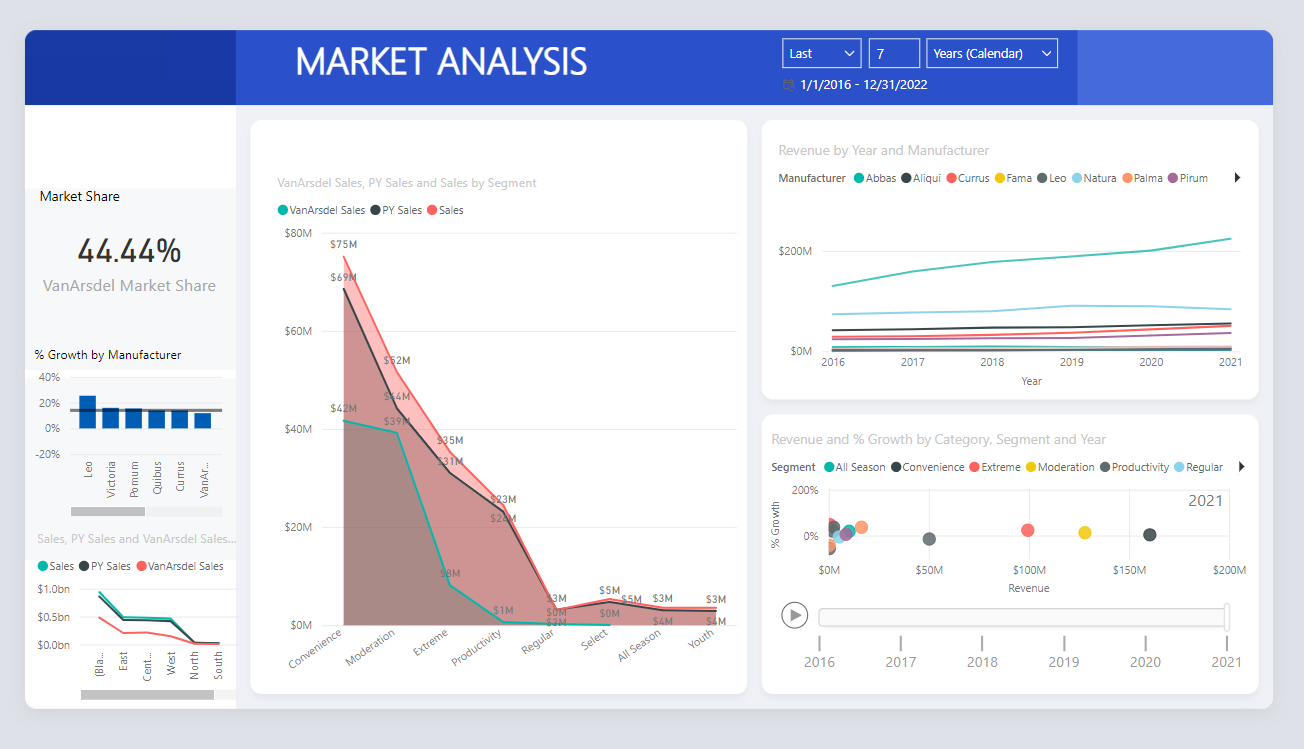 MARKET ANALYSIS
Last
7
Years (Calendar)
1/1/2016 - 12/31/2022
Market Share
44.44%
VanArsdel Market Share
% Growth by Manufacturer
40%
20%
0%
-20%
Leo
Victoria
Pomum
Quibus
Currus
VanAr...
Sales, PY Sales and VanArsdel Sales...
Sales PY Sales VanArsdel Sales
$1.0bn
$0.5bn
$0.0bn
(Bla...
East
Cent...
West
North
South
VanArsdel Sales, PY Sales and Sales by Segment
VanArsdel Sales PY Sales Sales
$80M
$60M
$40M
$20M
$0M
$75M
$69M
$42M
$52M
$44M
$39M
$35M
$31M
$8M
$23M
$24M
$1M
$3M
$0M
$3M
$5M
$5M
$0M
$3M
$4M
$3M
$4M
Convenience
Moderation
Extreme
Productivity
Regular
Select
All Season
Youth
Revenue by Year and Manufacturer
Manufacturer Abbas Aliqui Currus Fama Leo Natura Palma Pirum
$200M
$0M
2016 2017 2018 2019 2020 2021
Year
Revenue and % Growth by Category, Segment and Year
Segment All Season Convenience Extreme Moderation Productivity Regular
200%
0%
% Growth
2021
$0M $50M $100M $150M $200M
Revenue
2016 2017 2018 2019 2020 2021